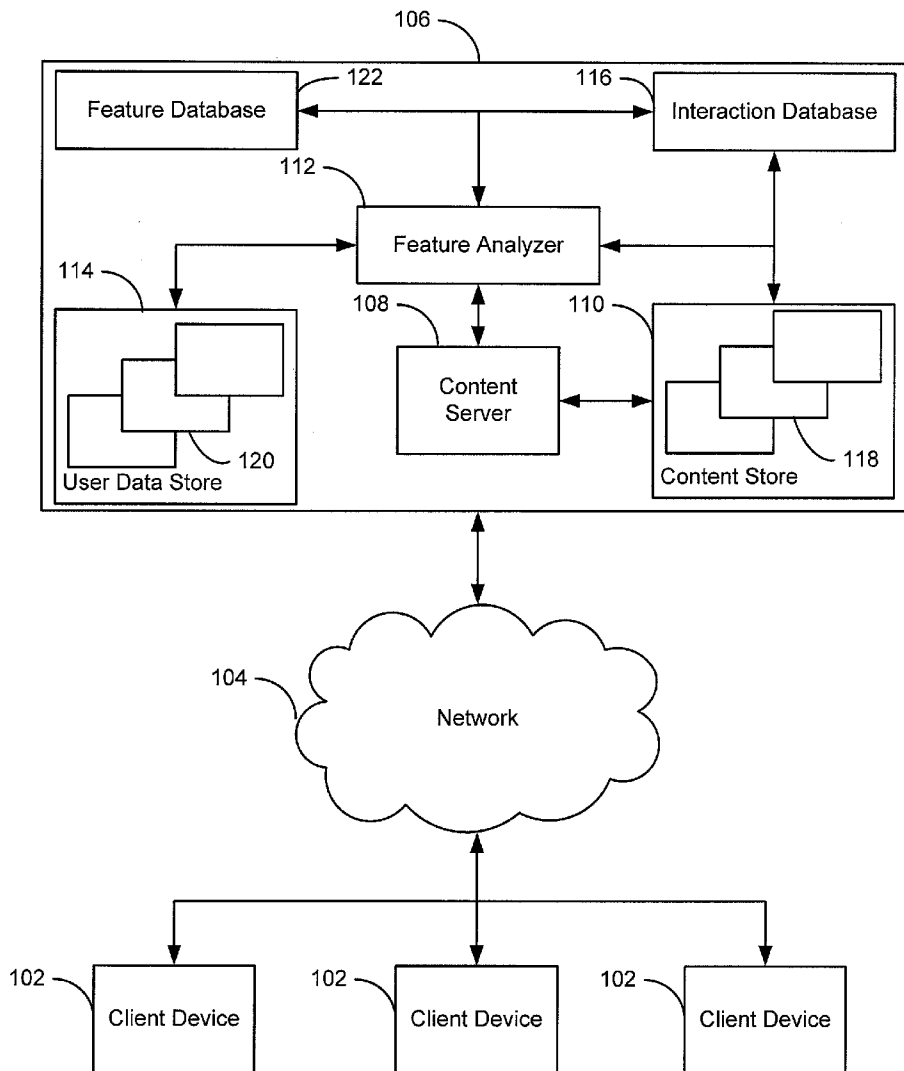 106
122
116
Feature Database
Interaction Database
112
Feature Analyzer
114
108
110
Content
Server
120
118
User Data Store
Content Store
104
Network
102
102
102
Client Device
Client Device
Client Device